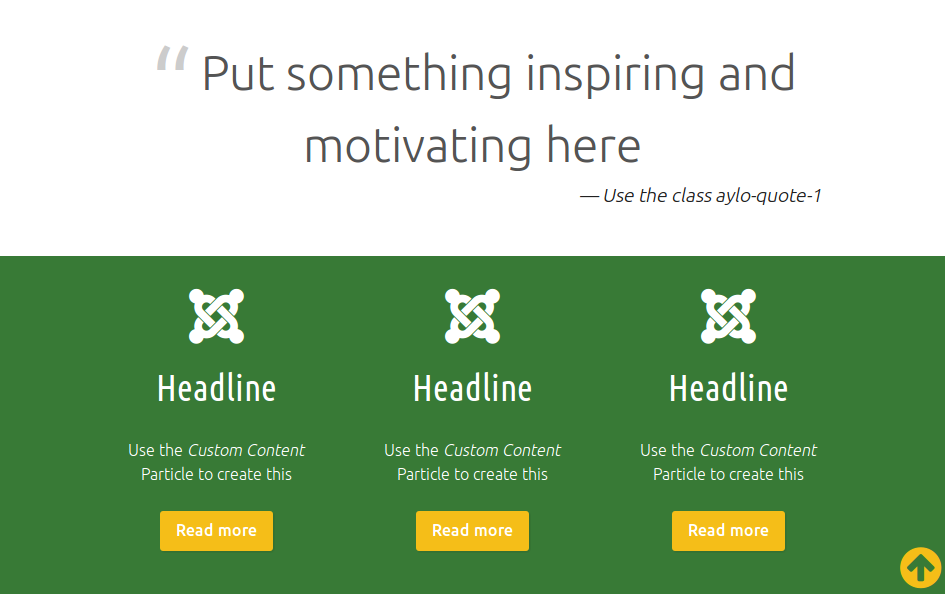 “ Put something inspiring and
motivating here
— Use the class aylo-quote-1
Headline
Use the Custom Content
Particle to create this
Read more
Headline
Use the Custom Content
Particle to create this
Read more
Headline
Use the Custom Content
Particle to create this
Read more